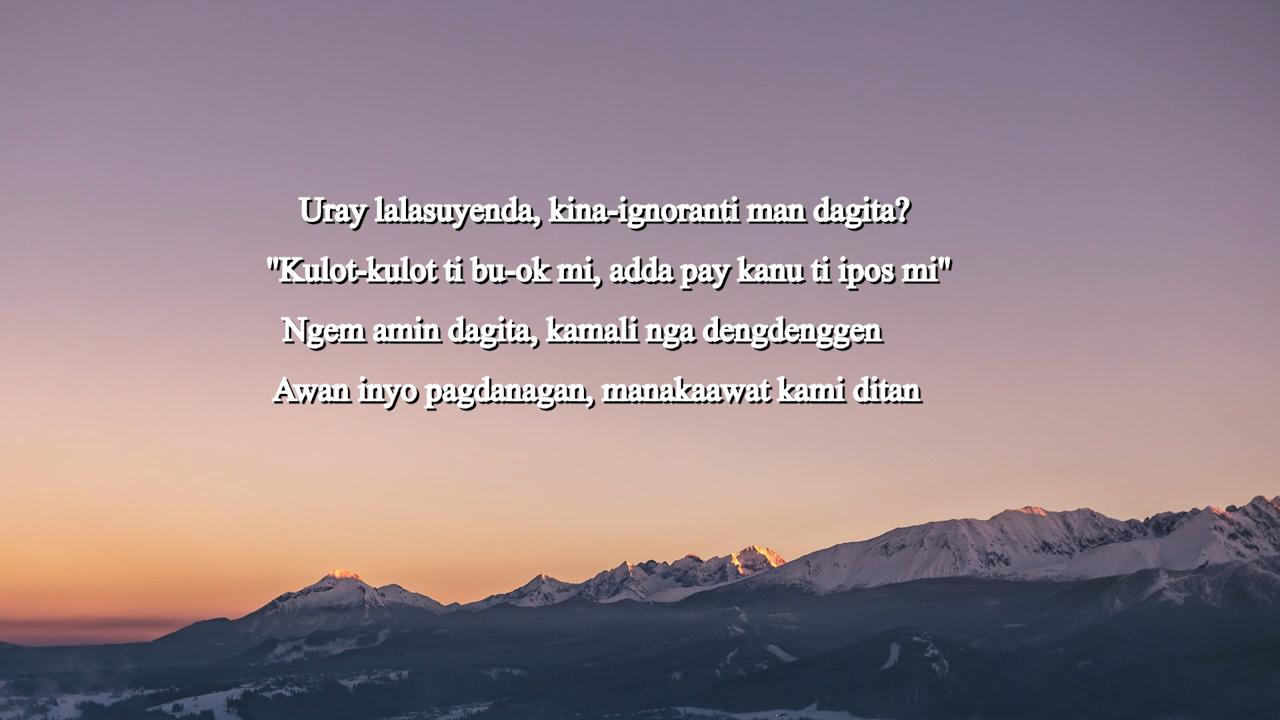 Uray lalasuyenda, kina-ignoranti man dagita?
"Kulot-kulot ti bu-ok mi, adda pay kanu ti ipos mi"
Ngem amin dagita, kamali nga dengdenggen
Awan inyo pagdanagan, manakaawat kami ditan